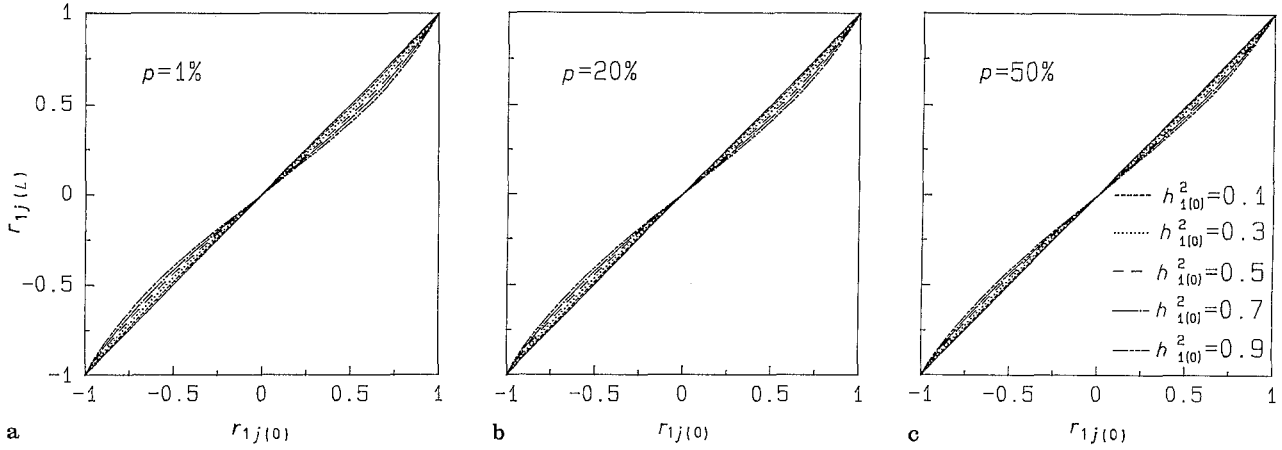 p=1%
p=20%
p=50%
1
0.5
0
-0.5
-1
r1j(L)
h²1(0)=0.1
h²1(0)=0.3
h²1(0)=0.5
h²1(0)=0.7
h²1(0)=0.9
-1 -0.5 0 0.5 1
-1 -0.5 0 0.5 1
-1 -0.5 0 0.5 1
a r1j(0)
b r1j(0)
c r1j(0)